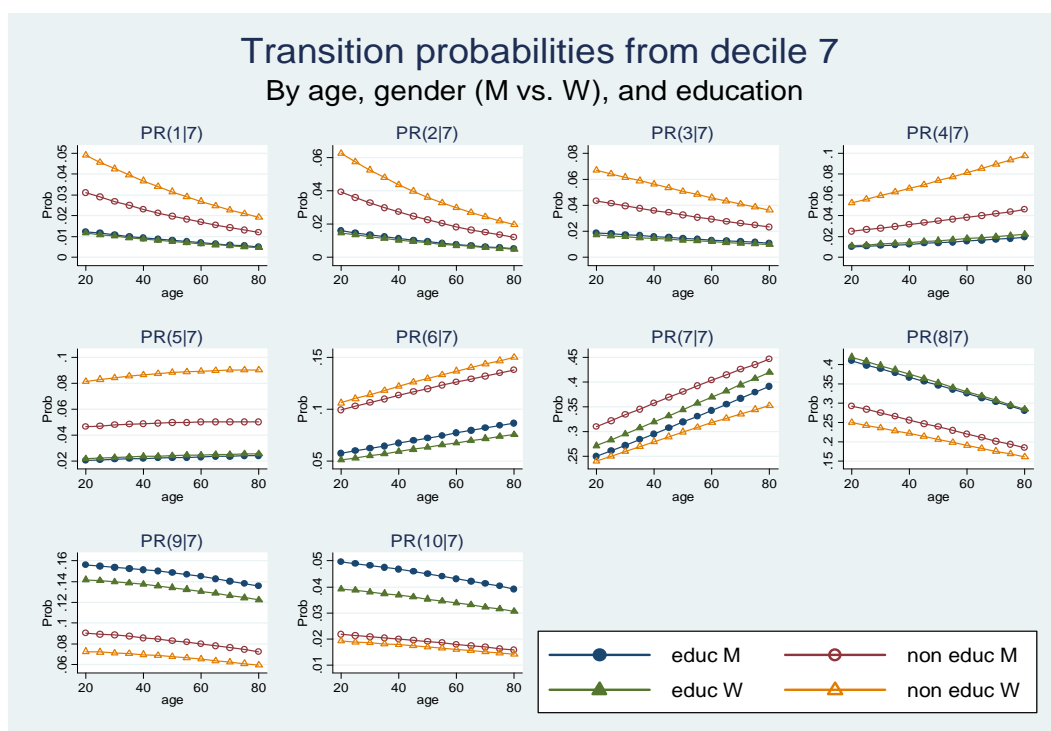 Transition probabilities from decile 7
By age, gender (M vs. W), and education
PR(1|7)
Prob
0 .01 .02 .03 .04 .05
20 40 60 80
age
PR(2|7)
Prob
0 .02 .04 .06
20 40 60 80
age
PR(3|7)
Prob
0 .02 .04 .06 .08
20 40 60 80
age
PR(4|7)
Prob
0 .02 .04 .06 .08 .1
20 40 60 80
age
PR(5|7)
Prob
.02 .04 .06 .08 .1
20 40 60 80
age
PR(6|7)
Prob
.05 .1 .15
20 40 60 80
age
PR(7|7)
Prob
.25 .3 .35 .4 .45
20 40 60 80
age
PR(8|7)
Prob
.15 .2 .25 .3 .35 .4
20 40 60 80
age
PR(9|7)
Prob
.06 .08 .1 .12 .14 .16
20 40 60 80
age
PR(10|7)
Prob
.01 .02 .03 .04 .05
20 40 60 80
age
educ M non educ M
educ W non educ W